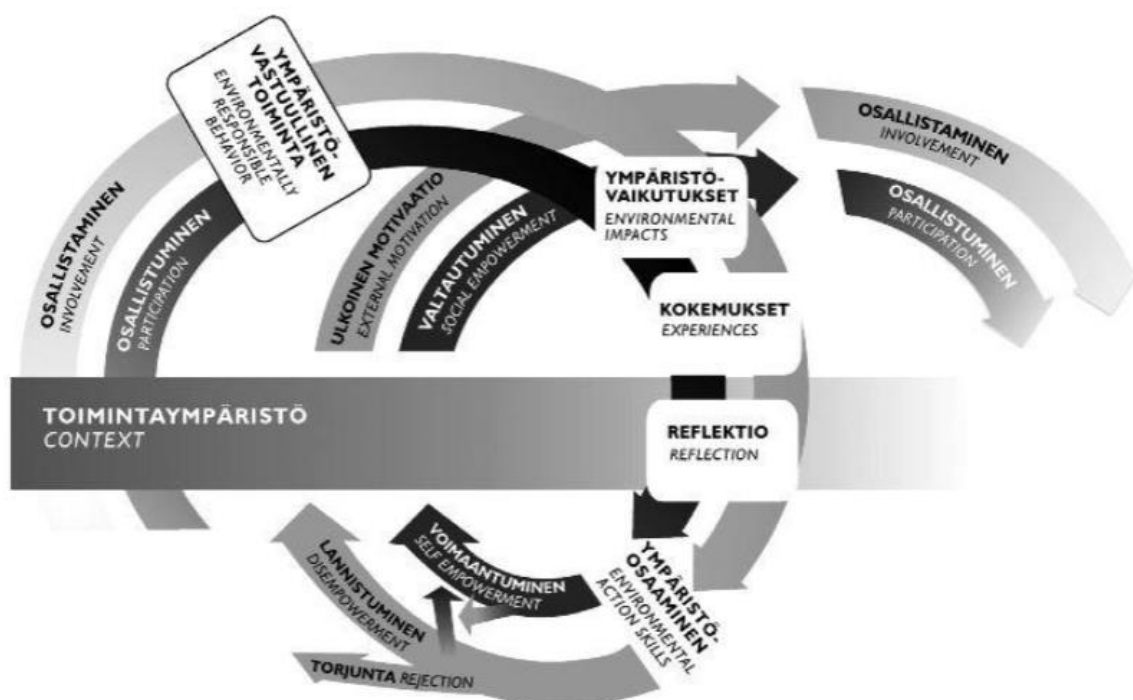 YMPÄRISTÖ-
VASTUULLINEN
TOIMINTA
ENVIRONMENTALLY
RESPONSIBLE
BEHAVIOR
OSALLISTAMINEN
INVOLVEMENT
OSALLISTUMINEN
PARTICIPATION
ULKOINEN MOTIVAATIO
EXTERNAL MOTIVATION
VALTAUTUMINEN
SOCIAL EMPOWERMENT
YMPÄRISTÖ-
VAIKUTUKSET
ENVIRONMENTAL
IMPACTS
OSALLISTAMINEN
INVOLVEMENT
OSALLISTUMINEN
PARTICIPATION
KOKEMUKSET
EXPERIENCES
TOIMINTAYMPÄRISTÖ
CONTEXT
REFLEKTIO
REFLECTION
YMPÄRISTÖ-
OSAAMINEN
ENVIRONMENTAL
ACTION SKILLS
VOIMAANTUMINEN
SELF EMPOWERMENT
LANNISTUMINEN
DISEMPOWERMENT
TORJUNTA REJECTION